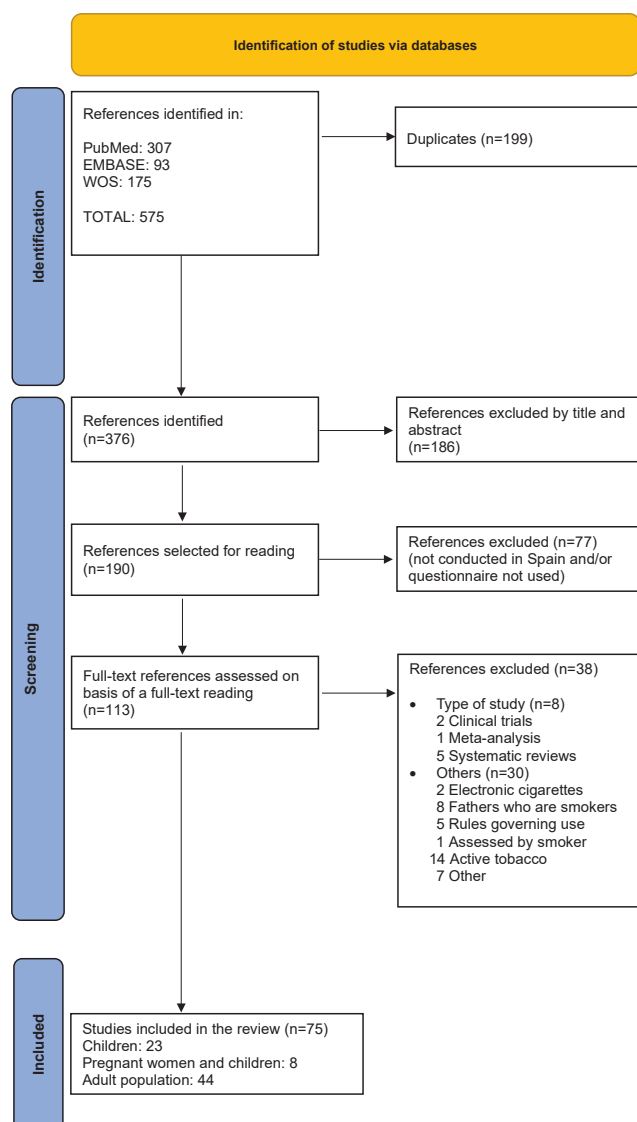 Identification of studies via databases
Identification
References identified in:
PubMed: 307
EMBASE: 93
WOS: 175
TOTAL: 575
Duplicates (n=199)
Screening
References identified
(n=376)
References excluded by title and
abstract
(n=186)
References selected for reading
(n=190)
References excluded (n=77)
(not conducted in Spain and/or
questionnaire not used)
Full-text references assessed on
basis of a full-text reading
(n=113)
References excluded (n=38)
• Type of study (n=8)
2 Clinical trials
1 Meta-analysis
5 Systematic reviews
• Others (n=30)
2 Electronic cigarettes
8 Fathers who are smokers
5 Rules governing use
1 Assessed by smoker
14 Active tobacco
7 Other
Included
Studies included in the review (n=75)
Children: 23
Pregnant women and children: 8
Adult population: 44